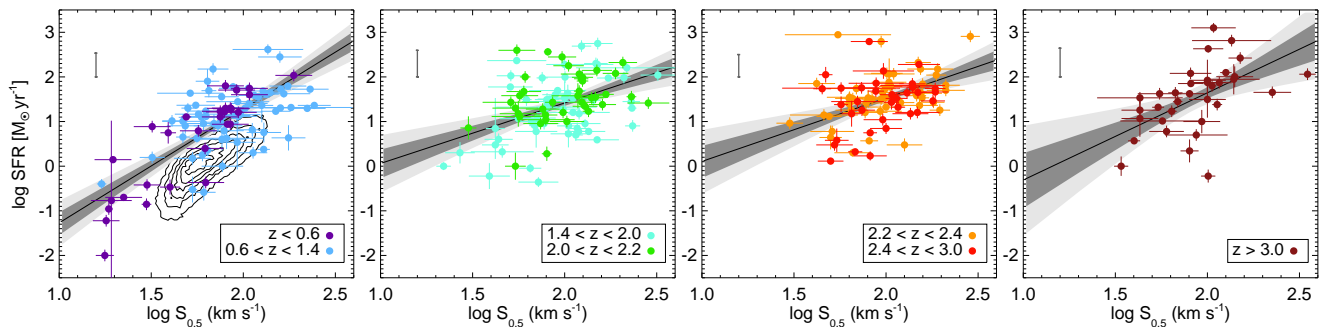 log SFR [M☉ yr⁻¹]
3
2
1
0
-1
-2
z < 0.6
0.6 < z < 1.4
1.0 1.5 2.0 2.5
log S0.5 (km s⁻¹)
3
2
1
0
-1
-2
1.4 < z < 2.0
2.0 < z < 2.2
1.0 1.5 2.0 2.5
log S0.5 (km s⁻¹)
3
2
1
0
-1
-2
2.2 < z < 2.4
2.4 < z < 3.0
1.0 1.5 2.0 2.5
log S0.5 (km s⁻¹)
3
2
1
0
-1
-2
z > 3.0
1.0 1.5 2.0 2.5
log S0.5 (km s⁻¹)